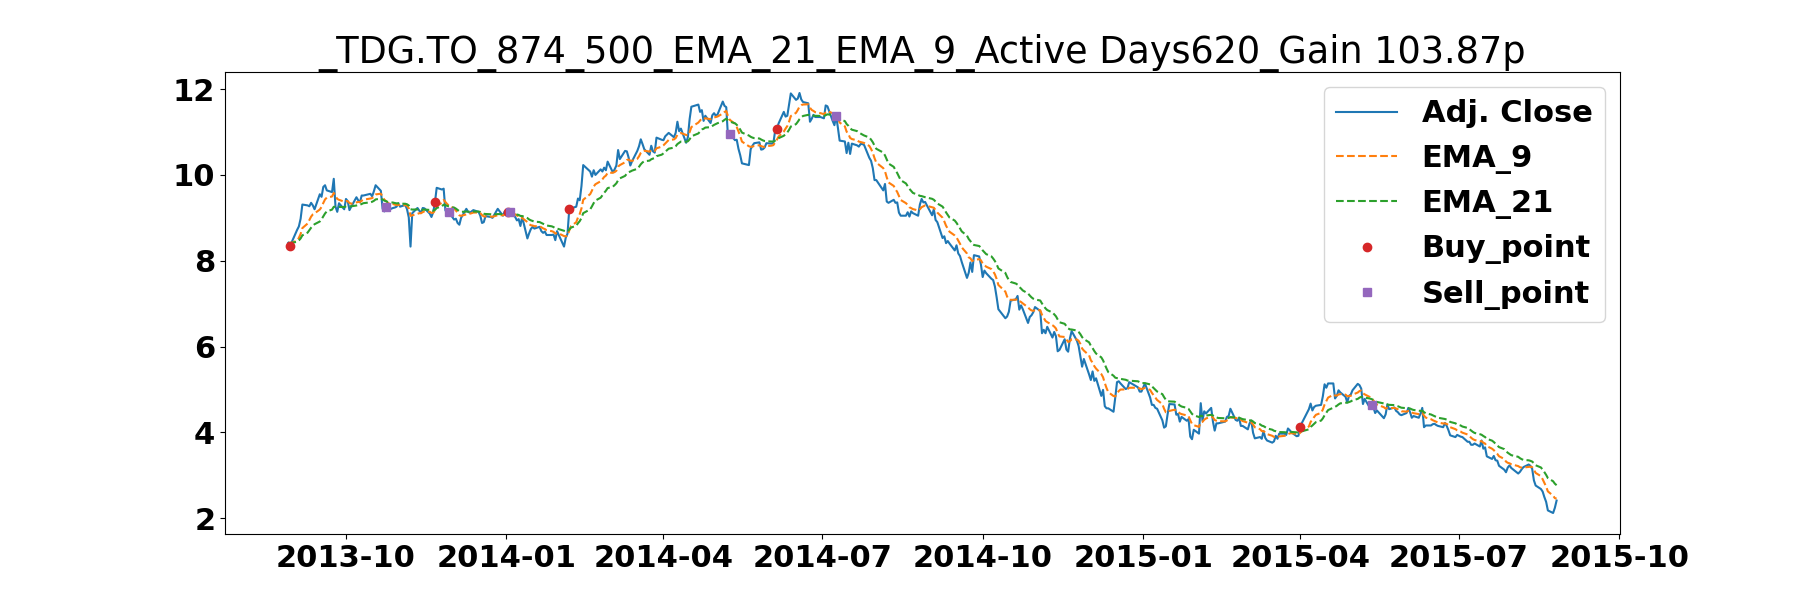 _TDG.TO_874_500_EMA_21_EMA_9_Active Days620_Gain 103.87p
12
10
8
6
4
2
Adj. Close
EMA_9
EMA_21
Buy_point
Sell_point
2013-10 2014-01 2014-04 2014-07 2014-10 2015-01 2015-04 2015-07 2015-10